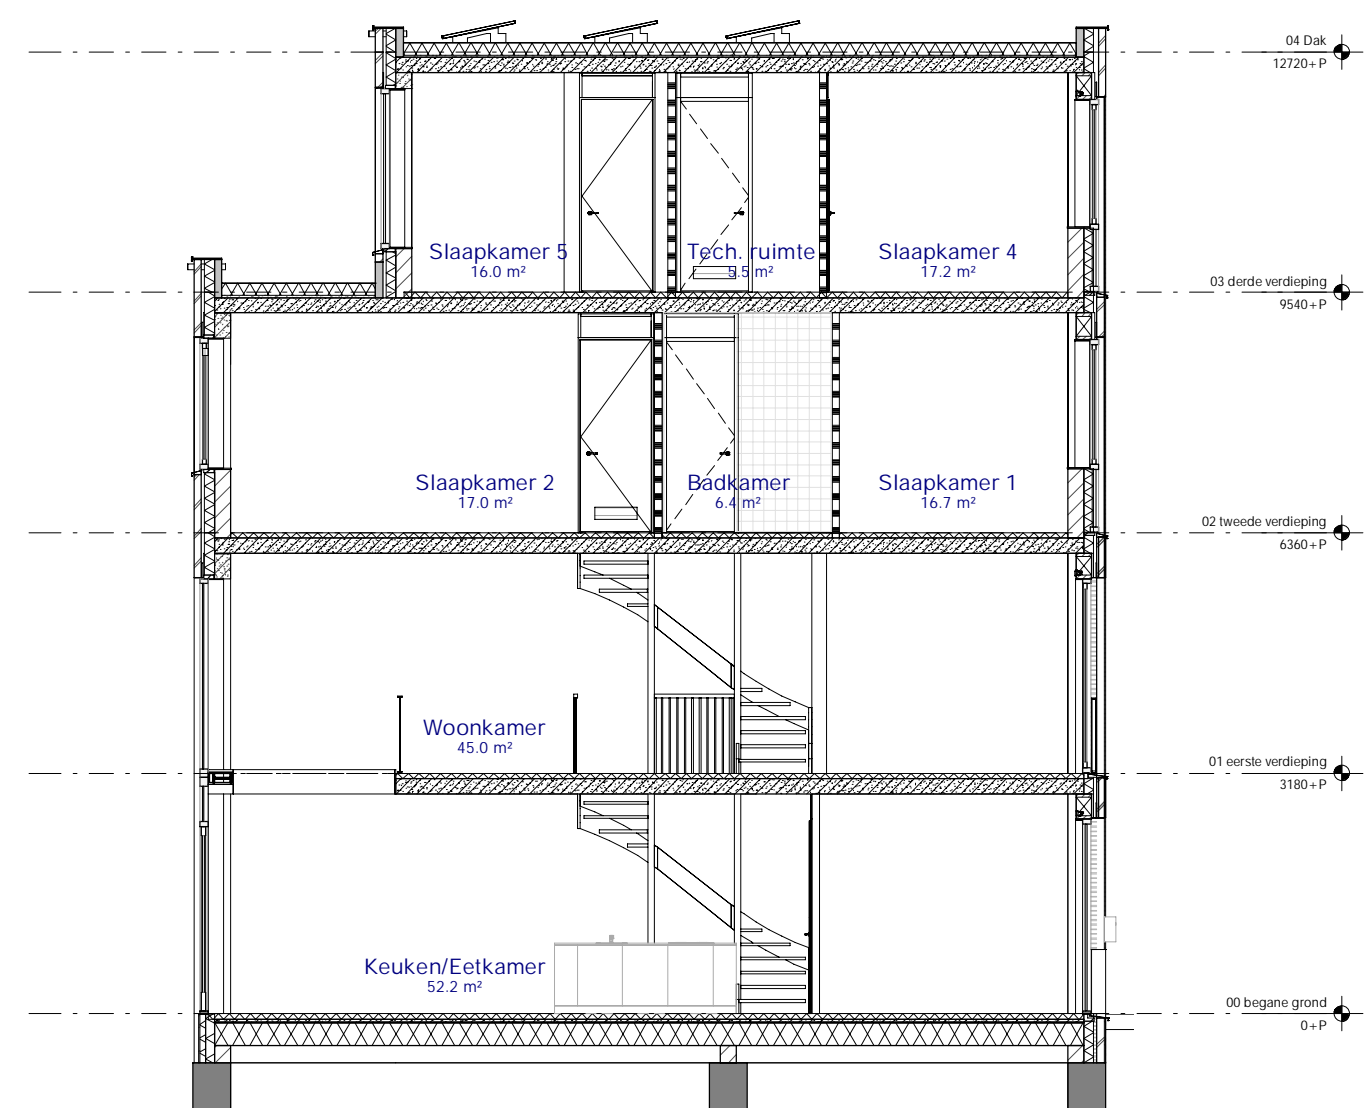 04 Dak
12720+P
Slaapkamer 5
16.0 m²
Tech. ruimte
5.5 m²
Slaapkamer 4
17.2 m²
03 derde verdieping
9540+P
Slaapkamer 2
17.0 m²
Badkamer
6.4 m²
Slaapkamer 1
16.7 m²
02 tweede verdieping
6360+P
Woonkamer
45.0 m²
01 eerste verdieping
3180+P
Keuken/Eetkamer
52.2 m²
00 begane grond
0+P